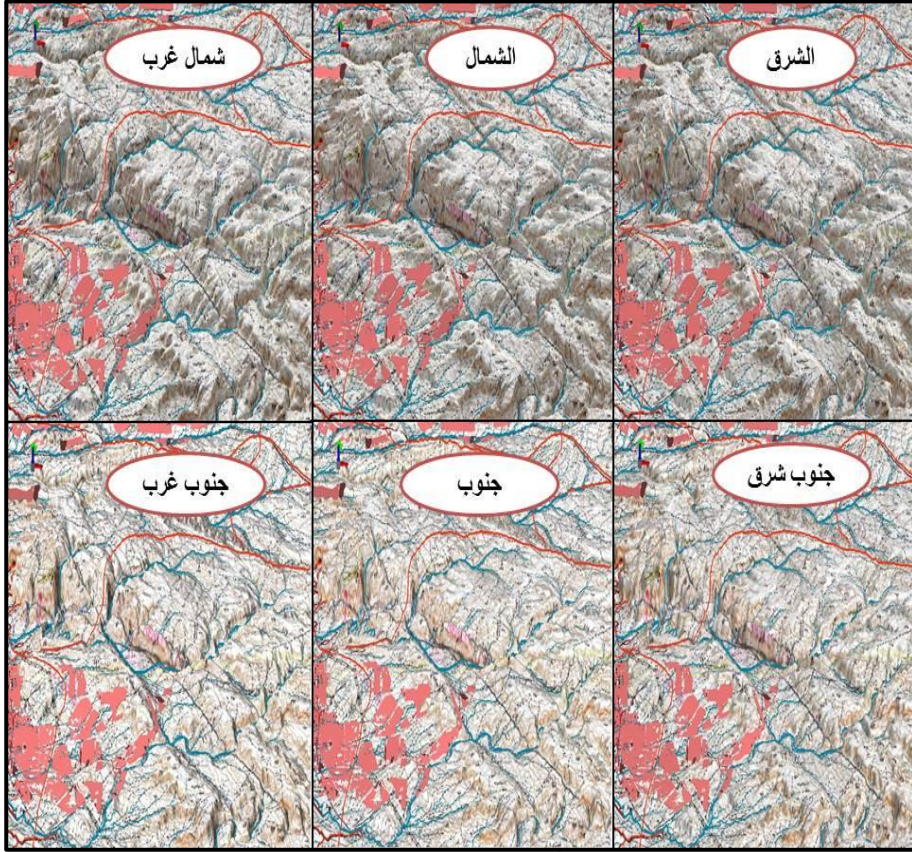 الشرق
الشمال
شمال غرب
جنوب شرق
جنوب
جنوب غرب